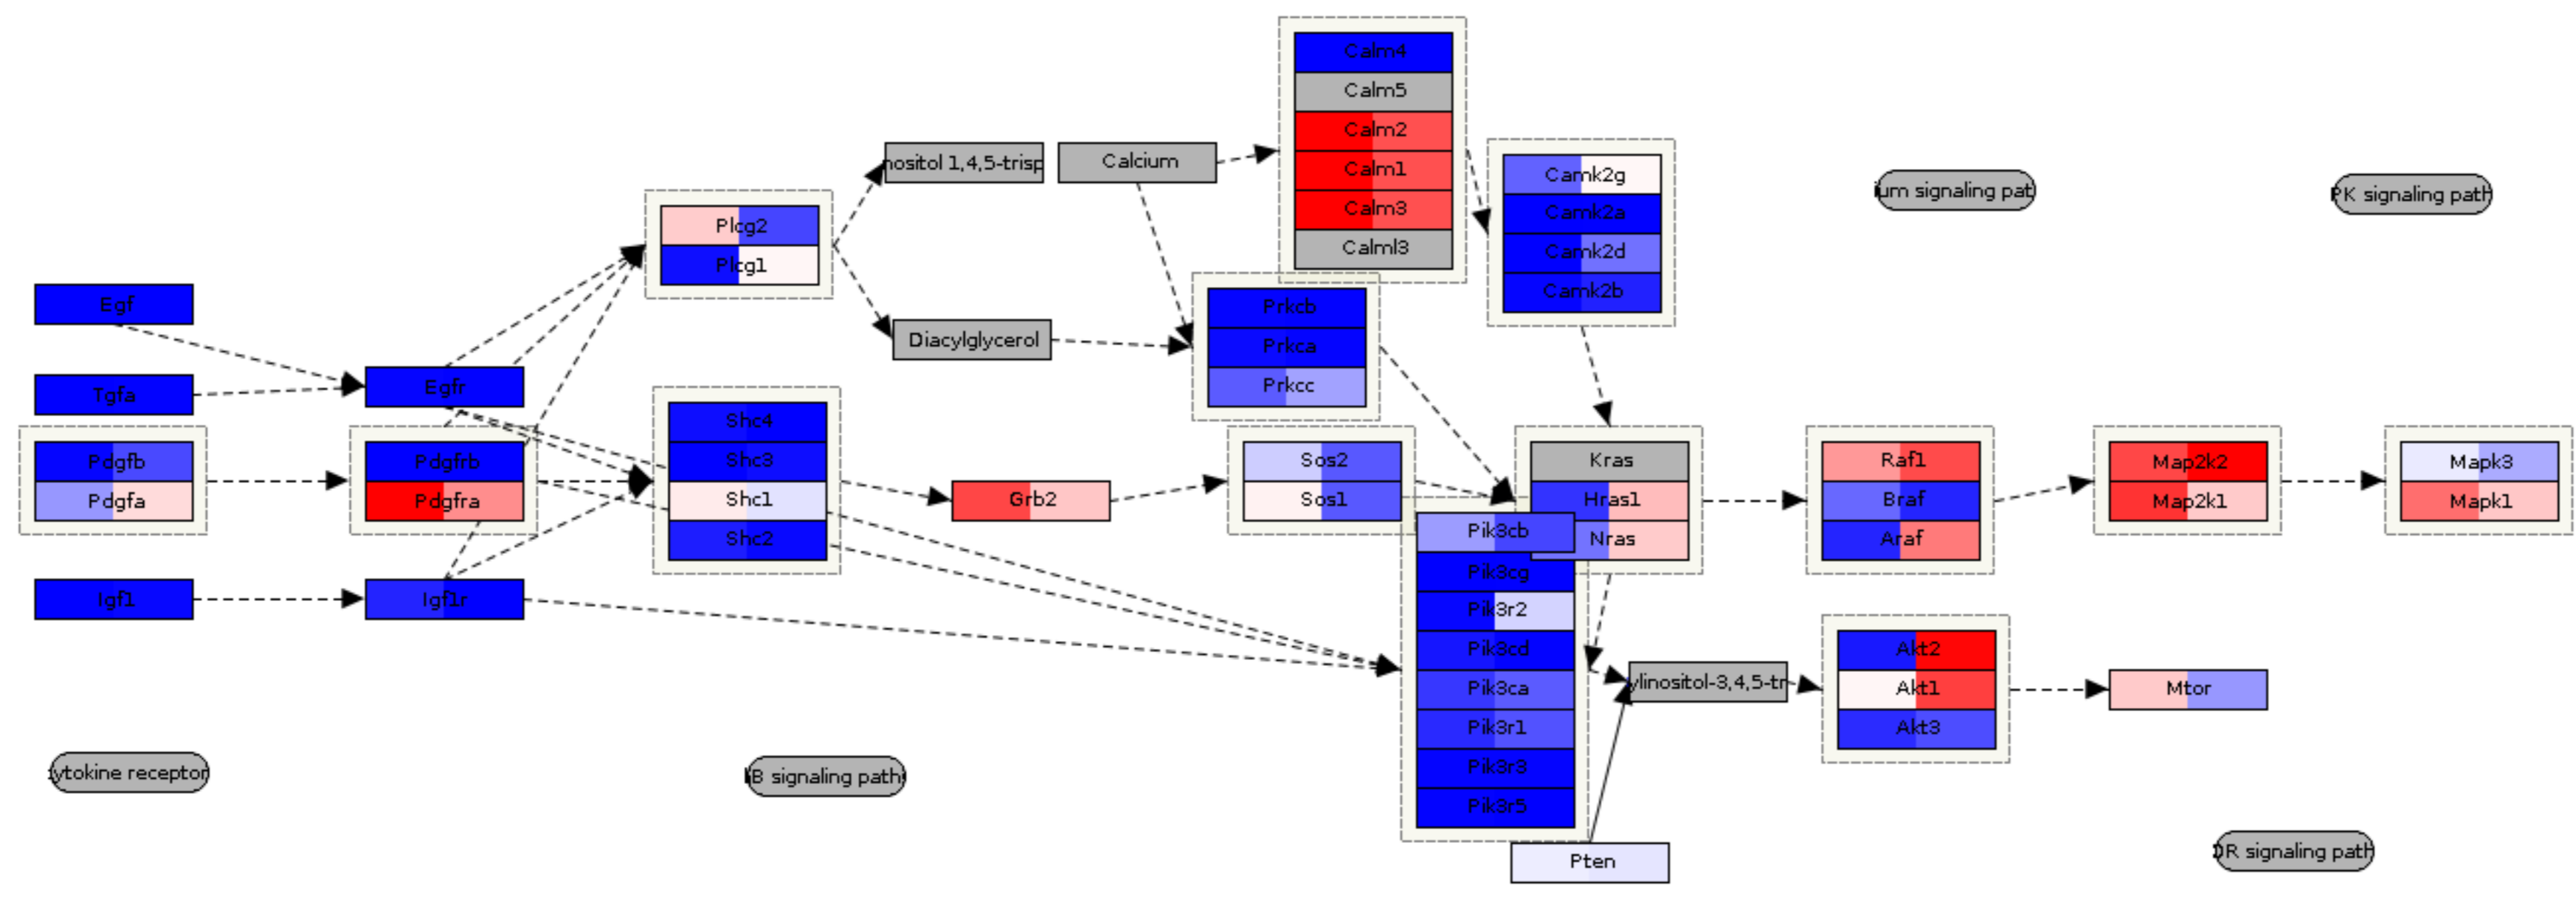 Calm4
Calm5
Calm2
Calm1
Calm3
Calml3
nositol 1,4,5-trisp
Calcium
Camk2g
Camk2a
Camk2d
Camk2b
ium signaling pat
PK signaling path
Plcg2
Plcg1
Egf
Diacylglycerol
Prkcb
Prkca
Prkcc
Tgfa
Egfr
Pdgfb
Pdgfa
Pdgfrb
Pdgfra
Shc4
Shc3
Shc1
Shc2
Grb2
Sos2
Sos1
Kras
Hras1
Nras
Raf1
Braf
Araf
Map2k2
Map2k1
Mapk3
Mapk1
Igf1
Igf1r
Pik3cb
Pik3cg
Pik3r2
Pik3cd
Pik3ca
Pik3r1
Pik3r3
Pik3r5
ylinositol-3,4,5-tr
Akt2
Akt1
Akt3
Mtor
ytokine receptor
B signaling path
Pten
OR signaling path